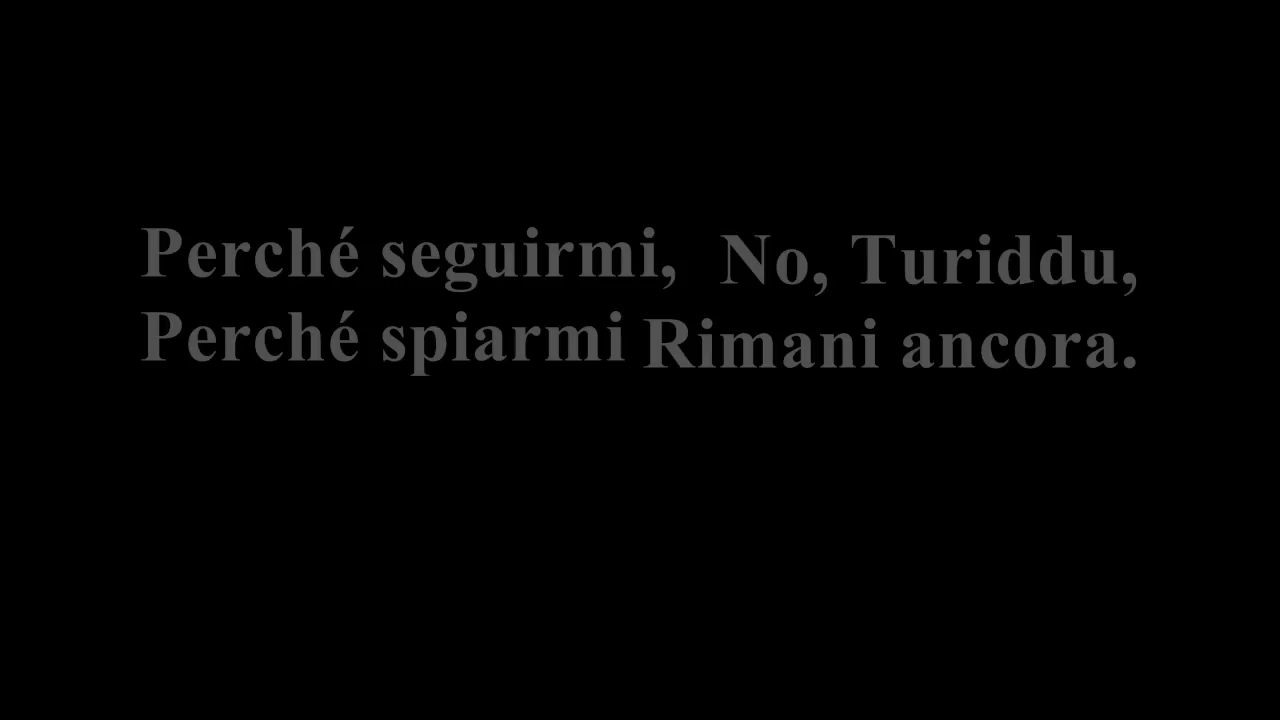 Perché seguirmi,
Perché spiarmi
No, Turiddu,
Rimani ancora.